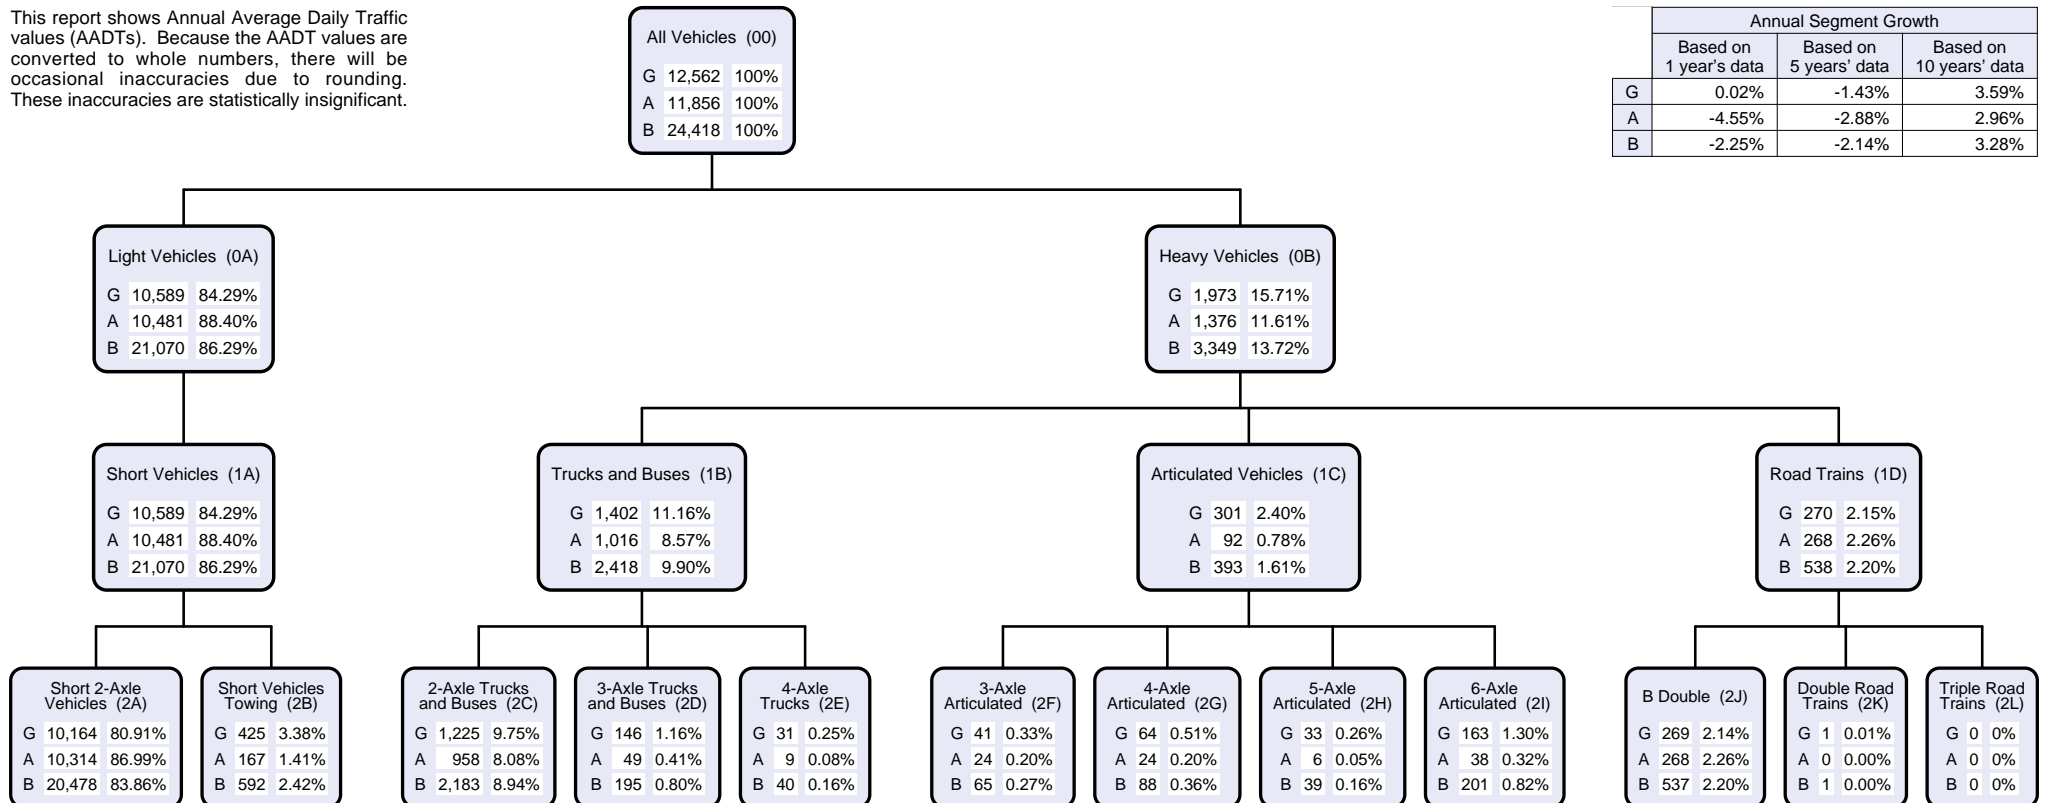 This report shows Annual Average Daily Traffic
values (AADTs). Because the AADT values are
converted to whole numbers, there will be
occasional inaccuracies due to rounding.
These inaccuracies are statistically insignificant.
All Vehicles (00)
G 12,562 100%
A 11,856 100%
B 24,418 100%
Annual Segment Growth
Based on 1 year's data Based on 5 years' data Based on 10 years' data
G 0.02% -1.43% 3.59%
A -4.55% -2.88% 2.96%
B -2.25% -2.14% 3.28%
Light Vehicles (0A)
G 10,589 84.29%
A 10,481 88.40%
B 21,070 86.29%
Heavy Vehicles (0B)
G 1,973 15.71%
A 1,376 11.61%
B 3,349 13.72%
Short Vehicles (1A)
G 10,589 84.29%
A 10,481 88.40%
B 21,070 86.29%
Trucks and Buses (1B)
G 1,402 11.16%
A 1,016 8.57%
B 2,418 9.90%
Articulated Vehicles (1C)
G 301 2.40%
A 92 0.78%
B 393 1.61%
Road Trains (1D)
G 270 2.15%
A 268 2.26%
B 538 2.20%
Short 2-Axle
Vehicles (2A)
G 10,164 80.91%
A 10,314 86.99%
B 20,478 83.86%
Short Vehicles
Towing (2B)
G 425 3.38%
A 167 1.41%
B 592 2.42%
2-Axle Trucks
and Buses (2C)
G 1,225 9.75%
A 958 8.08%
B 2,183 8.94%
3-Axle Trucks
and Buses (2D)
G 146 1.16%
A 49 0.41%
B 195 0.80%
4-Axle
Trucks (2E)
G 31 0.25%
A 9 0.08%
B 40 0.16%
3-Axle
Articulated (2F)
G 41 0.33%
A 24 0.20%
B 65 0.27%
4-Axle
Articulated (2G)
G 64 0.51%
A 24 0.20%
B 88 0.36%
5-Axle
Articulated (2H)
G 33 0.26%
A 6 0.05%
B 39 0.16%
6-Axle
Articulated (2I)
G 163 1.30%
A 38 0.32%
B 201 0.82%
B Double (2J)
G 269 2.14%
A 268 2.26%
B 537 2.20%
Double Road
Trains (2K)
G 1 0.01%
A 0 0.00%
B 1 0.00%
Triple Road
Trains (2L)
G 0 0%
A 0 0%
B 0 0%